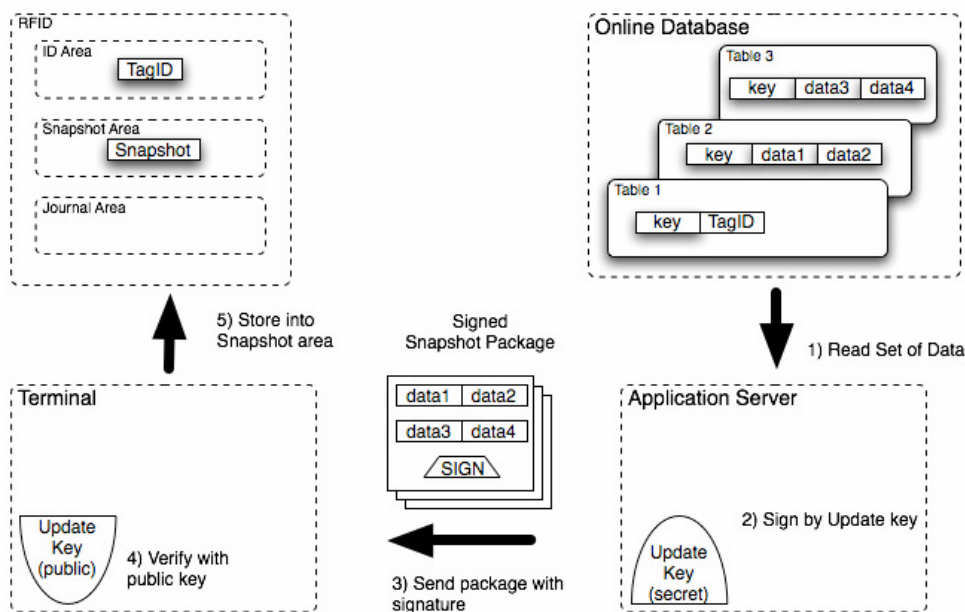 RFID
ID Area
TagID
Snapshot Area
Snapshot
Journal Area
Online Database
Table 3
key data3 data4
Table 2
key data1 data2
Table 1
key TagID
5) Store into
Snapshot area
Signed
Snapshot Package
1) Read Set of Data
Terminal
data1 data2
data3 data4
SIGN
Application Server
Update
Key
(public)
4) Verify with
public key
3) Send package with
signature
2) Sign by Update key
Update
Key
(secret)